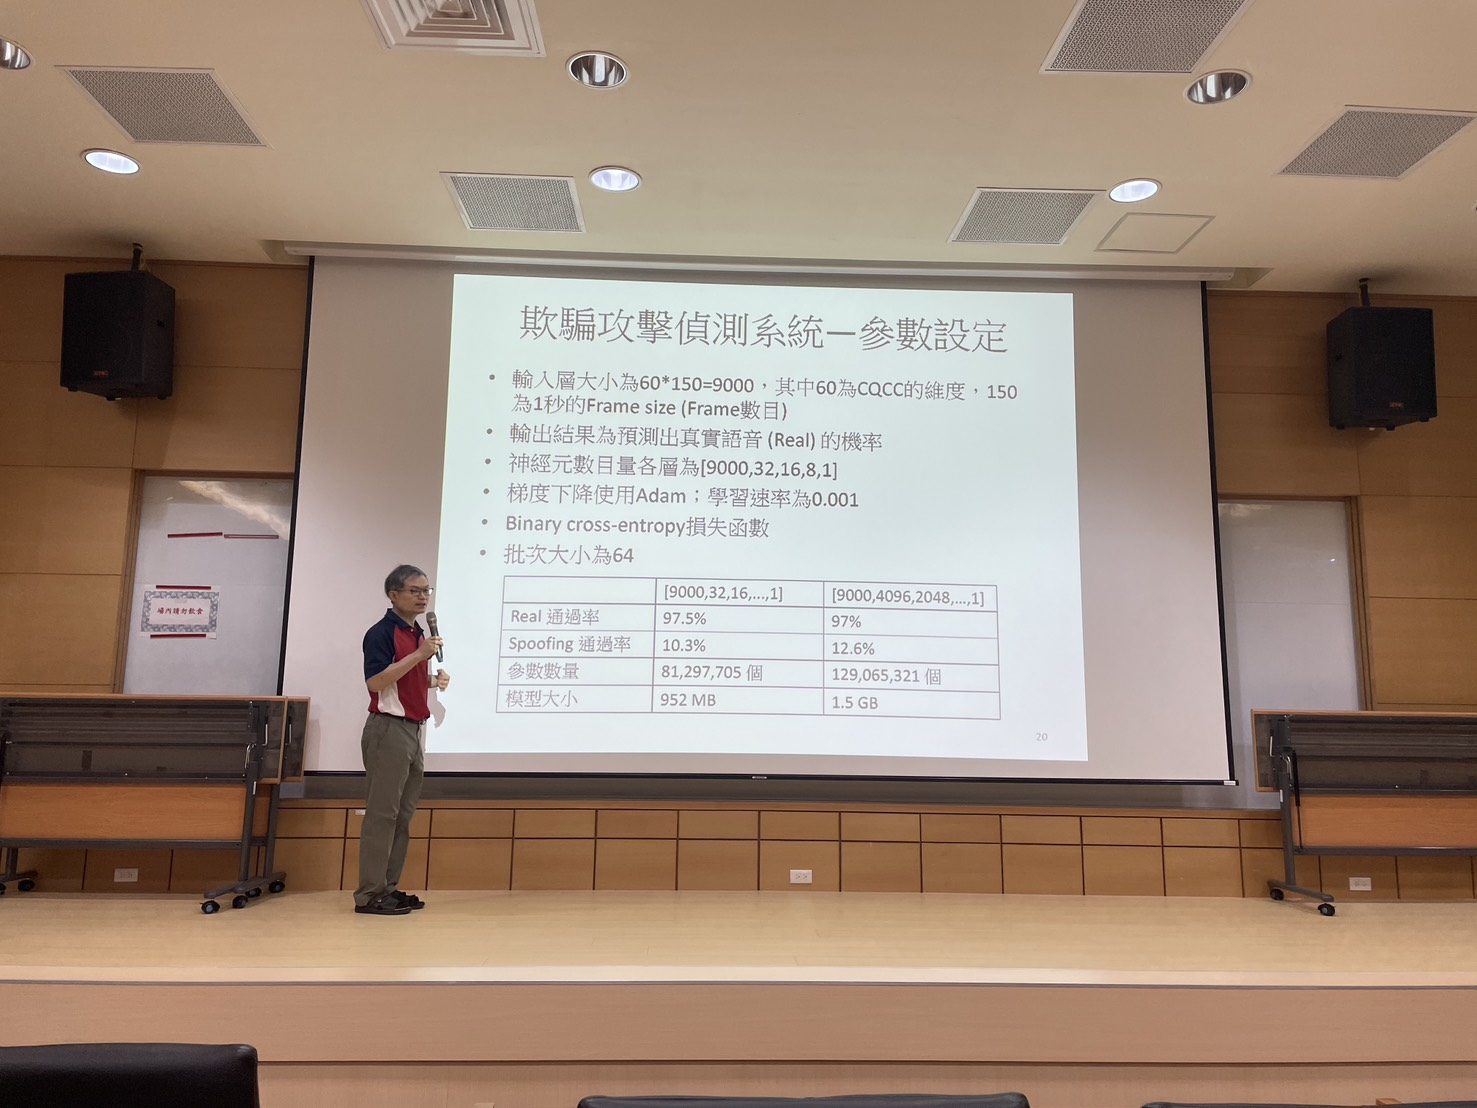 欺騙攻擊偵測系統—參數設定
• 輸入層大小為60*150=9000，其中60為CQCC的維度，150
為1秒的Frame size (Frame數目)
• 輸出結果為預測出真實語音 (Real) 的機率
• 神經元數目量各層為[9000,32,16,8,1]
• 梯度下降使用Adam；學習速率為0.001
• Binary cross-entropy損失函數
• 批次大小為64
[9000,32,16,...,1] [9000,4096,2048,...,1]
Real 通過率 97.5% 97%
Spoofing 通過率 10.3% 12.6%
參數數量 81,297,705 個 129,065,321 個
模型大小 952 MB 1.5 GB
20
場內請勿飲食